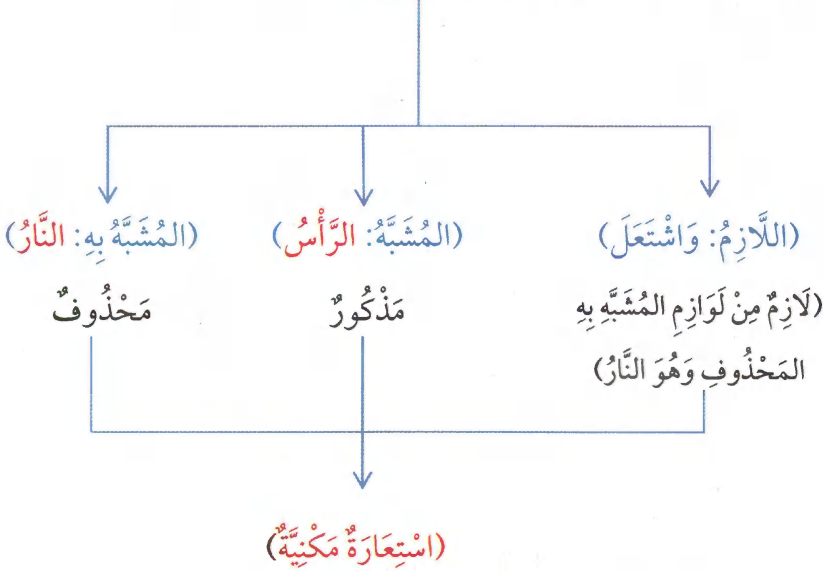 (اللَّازِمُ: وَاشْتَعَلَ)
(لَازِمٌ مِنْ لَوَازِمِ المُشَبَّهِ بِهِ
المَحْذُوفِ وَهُوَ النَّارُ)
(المُشَبَّهُ: الرَّأْسُ)
مَذْكُورٌ
(المُشَبَّهُ بِهِ: النَّارُ)
مَحْذُوفٌ
(اسْتِعَارَةٌ مَكْنِيَّةٌ)